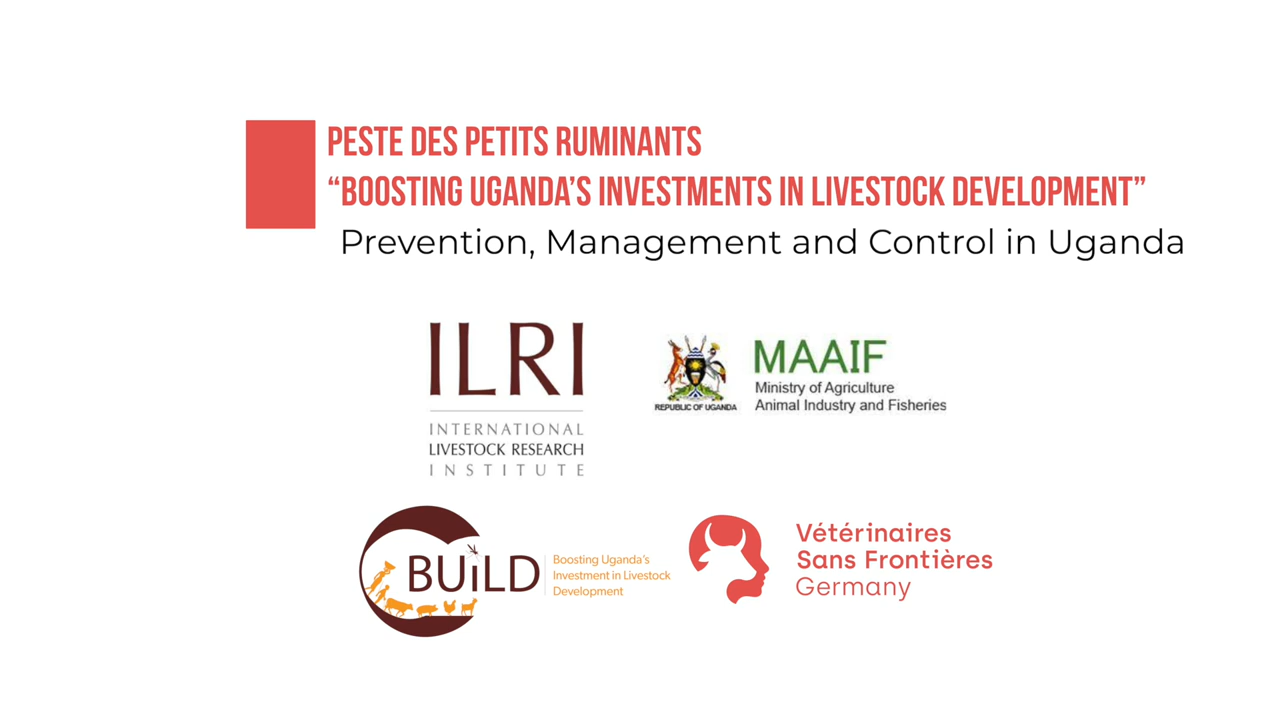 PESTE DES PETITS RUMINANTS
“BOOSTING UGANDA’S INVESTMENTS IN LIVESTOCK DEVELOPMENT”
Prevention, Management and Control in Uganda
ILRI
INTERNATIONAL
LIVESTOCK RESEARCH
INSTITUTE
REPUBLIC OF UGANDA
MAAIF
Ministry of Agriculture
Animal Industry and Fisheries
BUiLD
Boosting Uganda’s
Investment in Livestock
Development
Vétérinaires
Sans Frontières
Germany